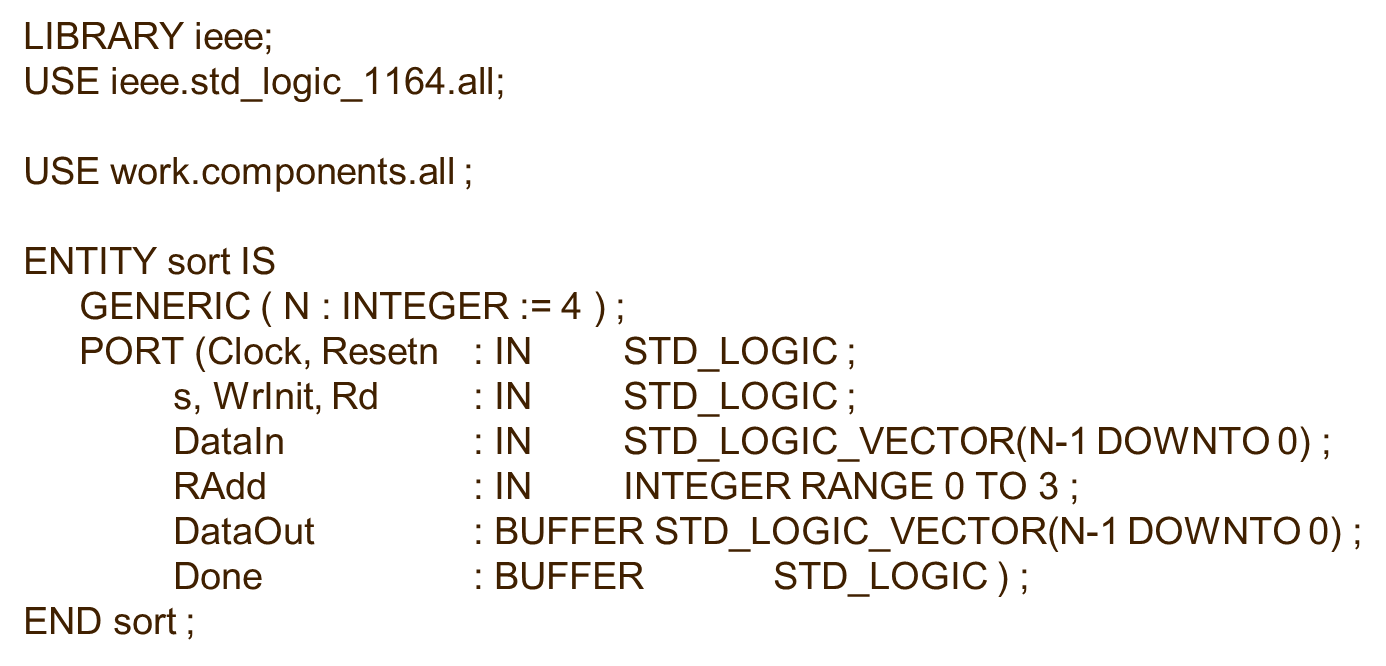 LIBRARY ieee;
USE ieee.std_logic_1164.all;
USE work.components.all ;
ENTITY sort IS
GENERIC ( N : INTEGER := 4 ) ;
PORT (Clock, Resetn : IN STD_LOGIC ;
s, WrInit, Rd : IN STD_LOGIC ;
DataIn : IN STD_LOGIC_VECTOR(N-1 DOWNTO 0) ;
RAdd : IN INTEGER RANGE 0 TO 3 ;
DataOut : BUFFER STD_LOGIC_VECTOR(N-1 DOWNTO 0) ;
Done : BUFFER STD_LOGIC ) ;
END sort ;